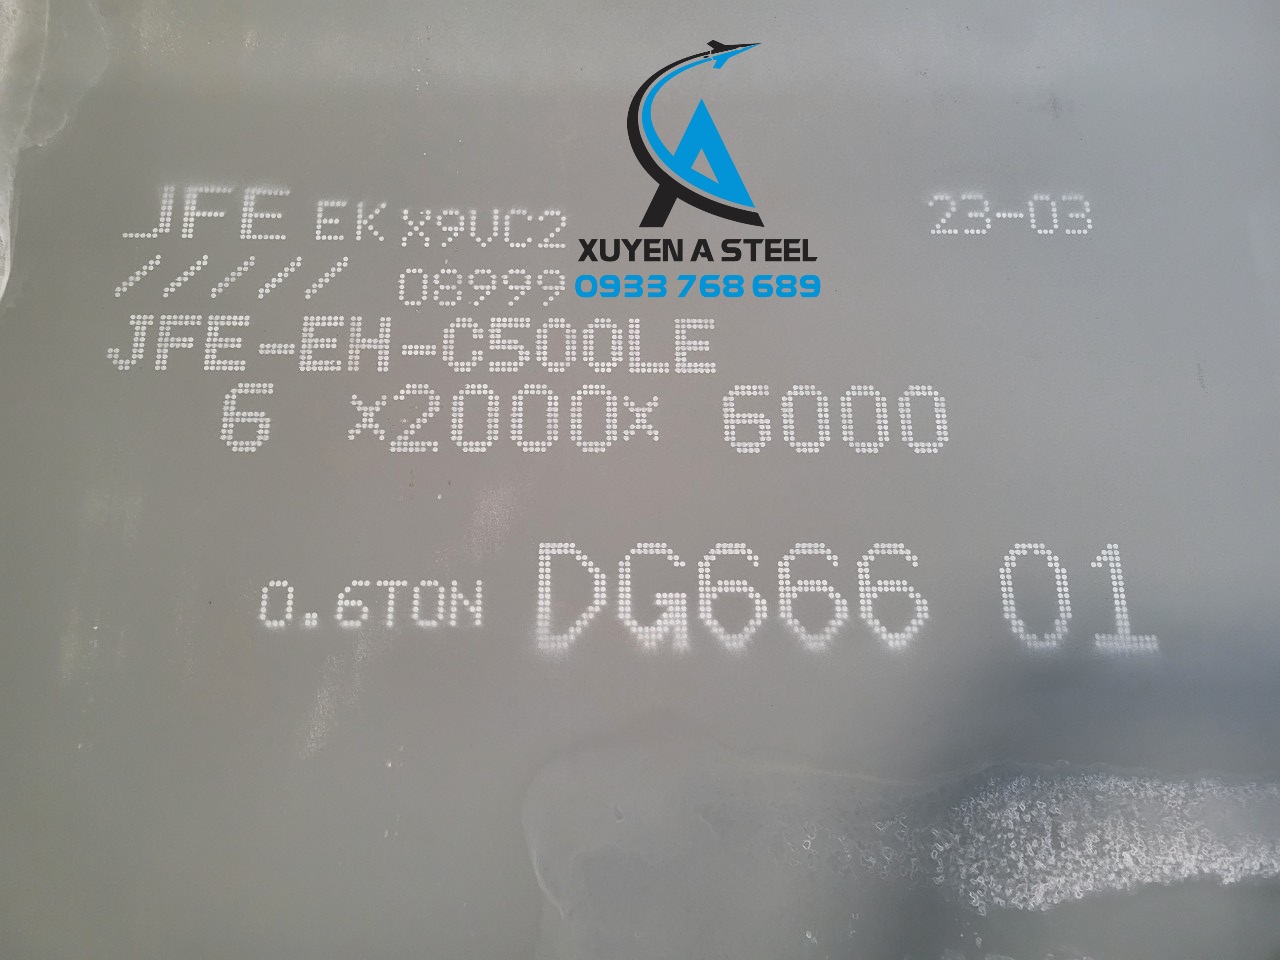 XUYEN A STEEL
0933 768 689
JFE EK X9VC2 23-03
///// 08999
JFE-EH-C500LE
6 x2000x 6000
0.6TON DG666 01